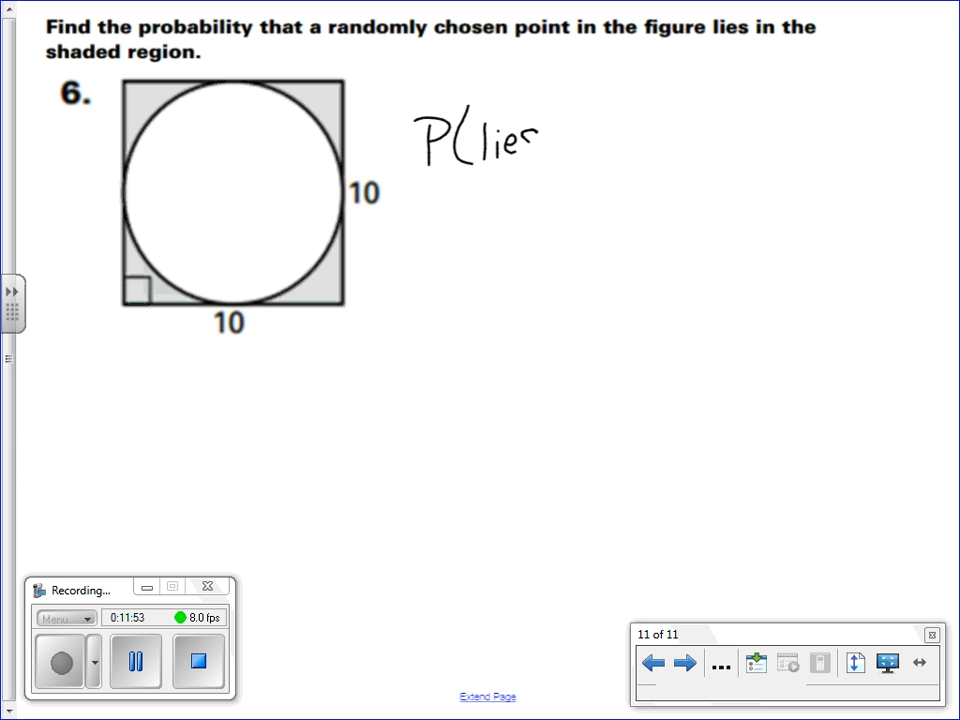 Find the probability that a randomly chosen point in the figure lies in the
shaded region.
6.
P(lies
10
10
Recording...
Menu
0:11:53
8.0 fps
11 of 11
Extend Page